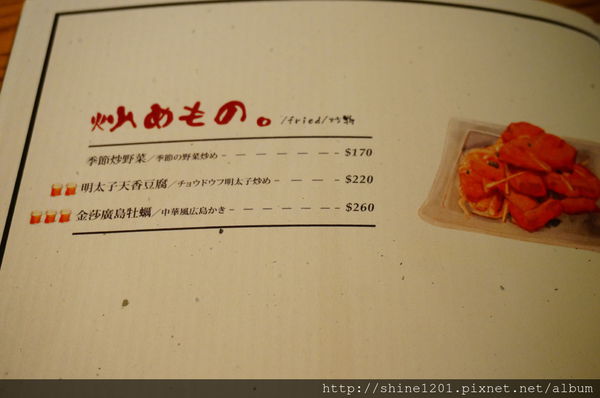 炒めもの。/fried/炒物
季節炒野菜／季節の野菜炒め - — — — — — - $170
明太子天香豆腐／チョウドウフ明太子炒め - — — — - $220
金莎廣島牡蠣／中華風広島かき - — — — — — - $260
http://shine1201.pixnet.net/album